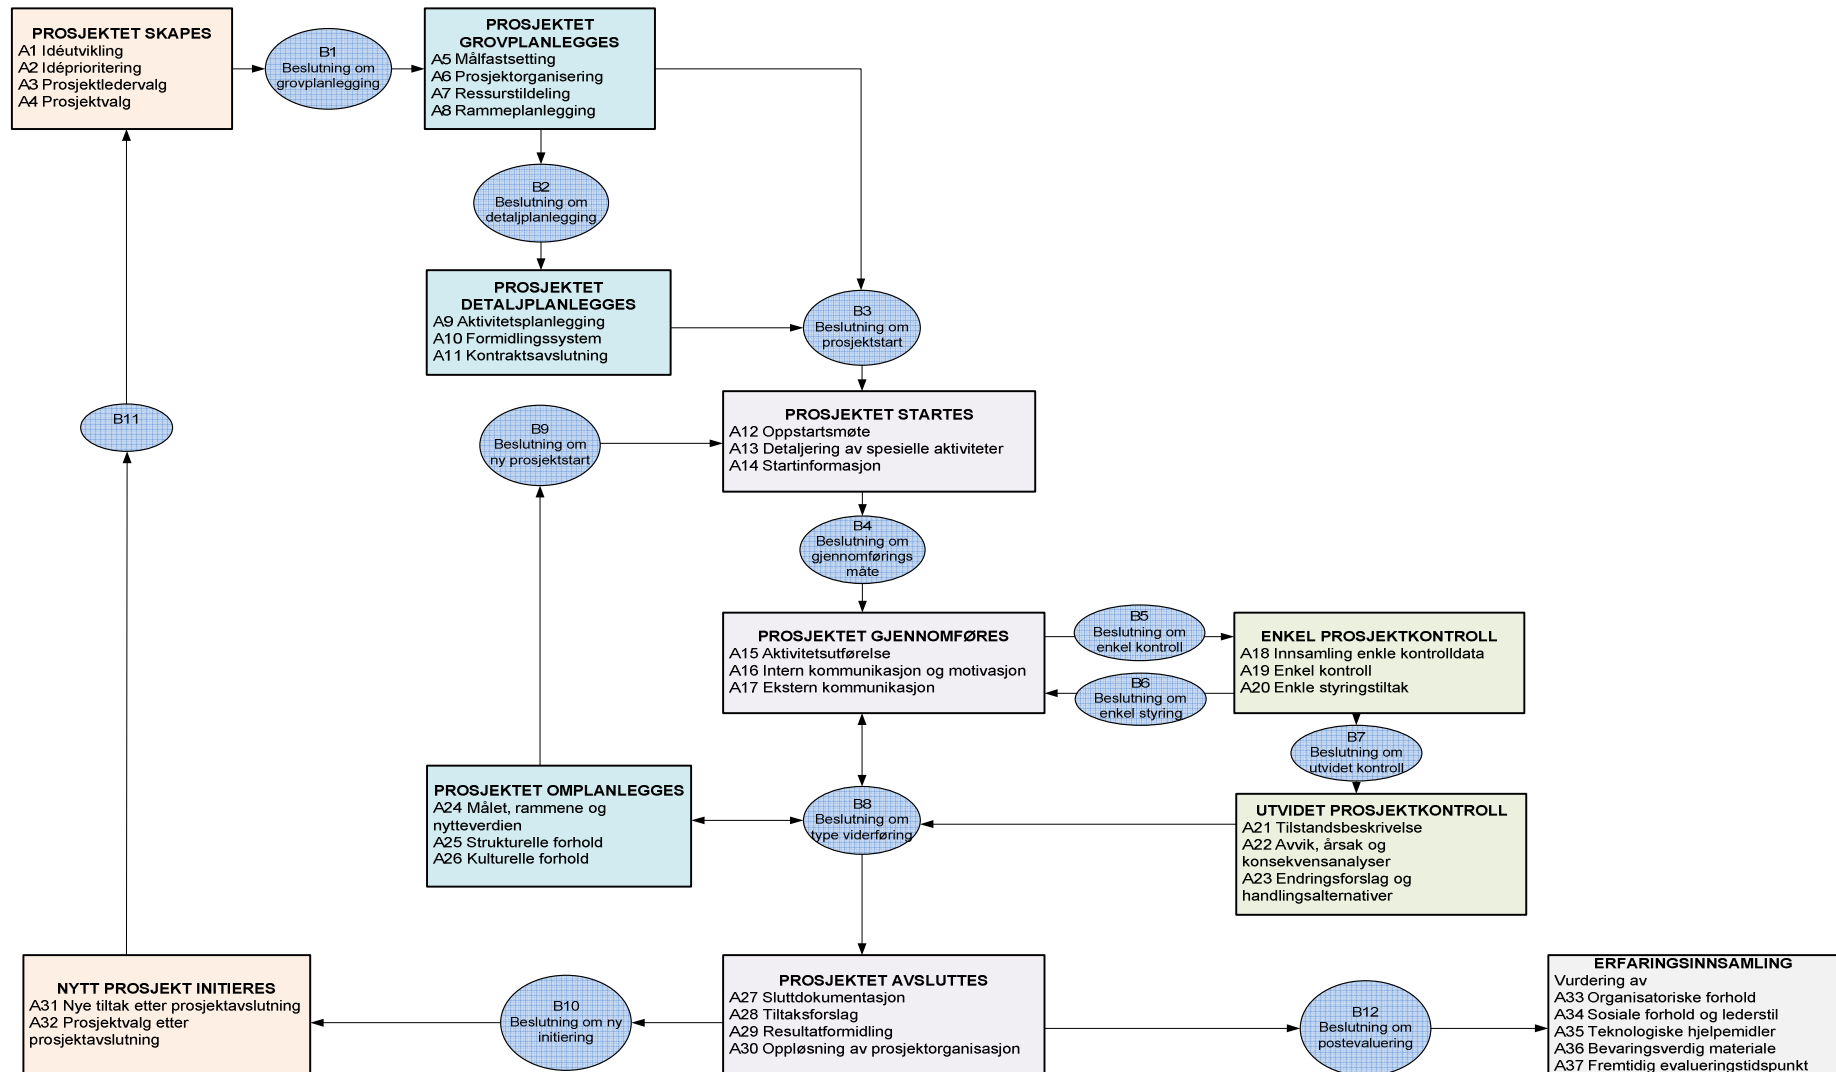 PROSJEKTET SKAPES
A1 Idéutvikling
A2 Idéprioritering
A3 Prosjektledervalg
A4 Prosjektvalg
B1
Beslutning om
grovplanlegging
PROSJEKTET
GROVPLANLEGGES
A5 Målfastsetting
A6 Prosjektorganisering
A7 Ressurstildeling
A8 Rammeplanlegging
B2
Beslutning om
detaljplanlegging
PROSJEKTET
DETALJPLANLEGGES
A9 Aktivitetsplanlegging
A10 Formidlingssystem
A11 Kontraktsavslutning
B3
Beslutning om
prosjektstart
B11
B9
Beslutning om
ny prosjektstart
PROSJEKTET STARTES
A12 Oppstartsmøte
A13 Detaljering av spesielle aktiviteter
A14 Startinformasjon
B4
Beslutning om
gjennomførings
måte
PROSJEKTET GJENNOMFØRES
A15 Aktivitetsutførelse
A16 Intern kommunikasjon og motivasjon
A17 Ekstern kommunikasjon
B5
Beslutning om
enkel kontroll
B6
Beslutning om
enkel styring
ENKEL PROSJEKTKONTROLL
A18 Innsamling enkle kontrolldata
A19 Enkel kontroll
A20 Enkle styringstiltak
B7
Beslutning om
utvidet kontroll
PROSJEKTET OMPLANLEGGES
A24 Målet, rammene og
nytteverdien
A25 Strukturelle forhold
A26 Kulturelle forhold
B8
Beslutning om
type viderføring
UTVIDET PROSJEKTKONTROLL
A21 Tilstandsbeskrivelse
A22 Avvik, årsak og
konsekvensanalyser
A23 Endringsforslag og
handlingsalternativer
NYTT PROSJEKT INITIERES
A31 Nye tiltak etter prosjektavslutning
A32 Prosjektvalg etter
prosjektavslutning
B10
Beslutning om ny
initiering
PROSJEKTET AVSLUTTES
A27 Sluttdokumentasjon
A28 Tiltaksforslag
A29 Resultatformidling
A30 Oppløsning av prosjektorganisasjon
B12
Beslutning om
postevaluering
ERFARINGSINNSAMLING
Vurdering av
A33 Organisatoriske forhold
A34 Sosiale forhold og lederstil
A35 Teknologiske hjelpemidler
A36 Bevaringsverdig materiale
A37 Fremtidig evalueringstidspunkt